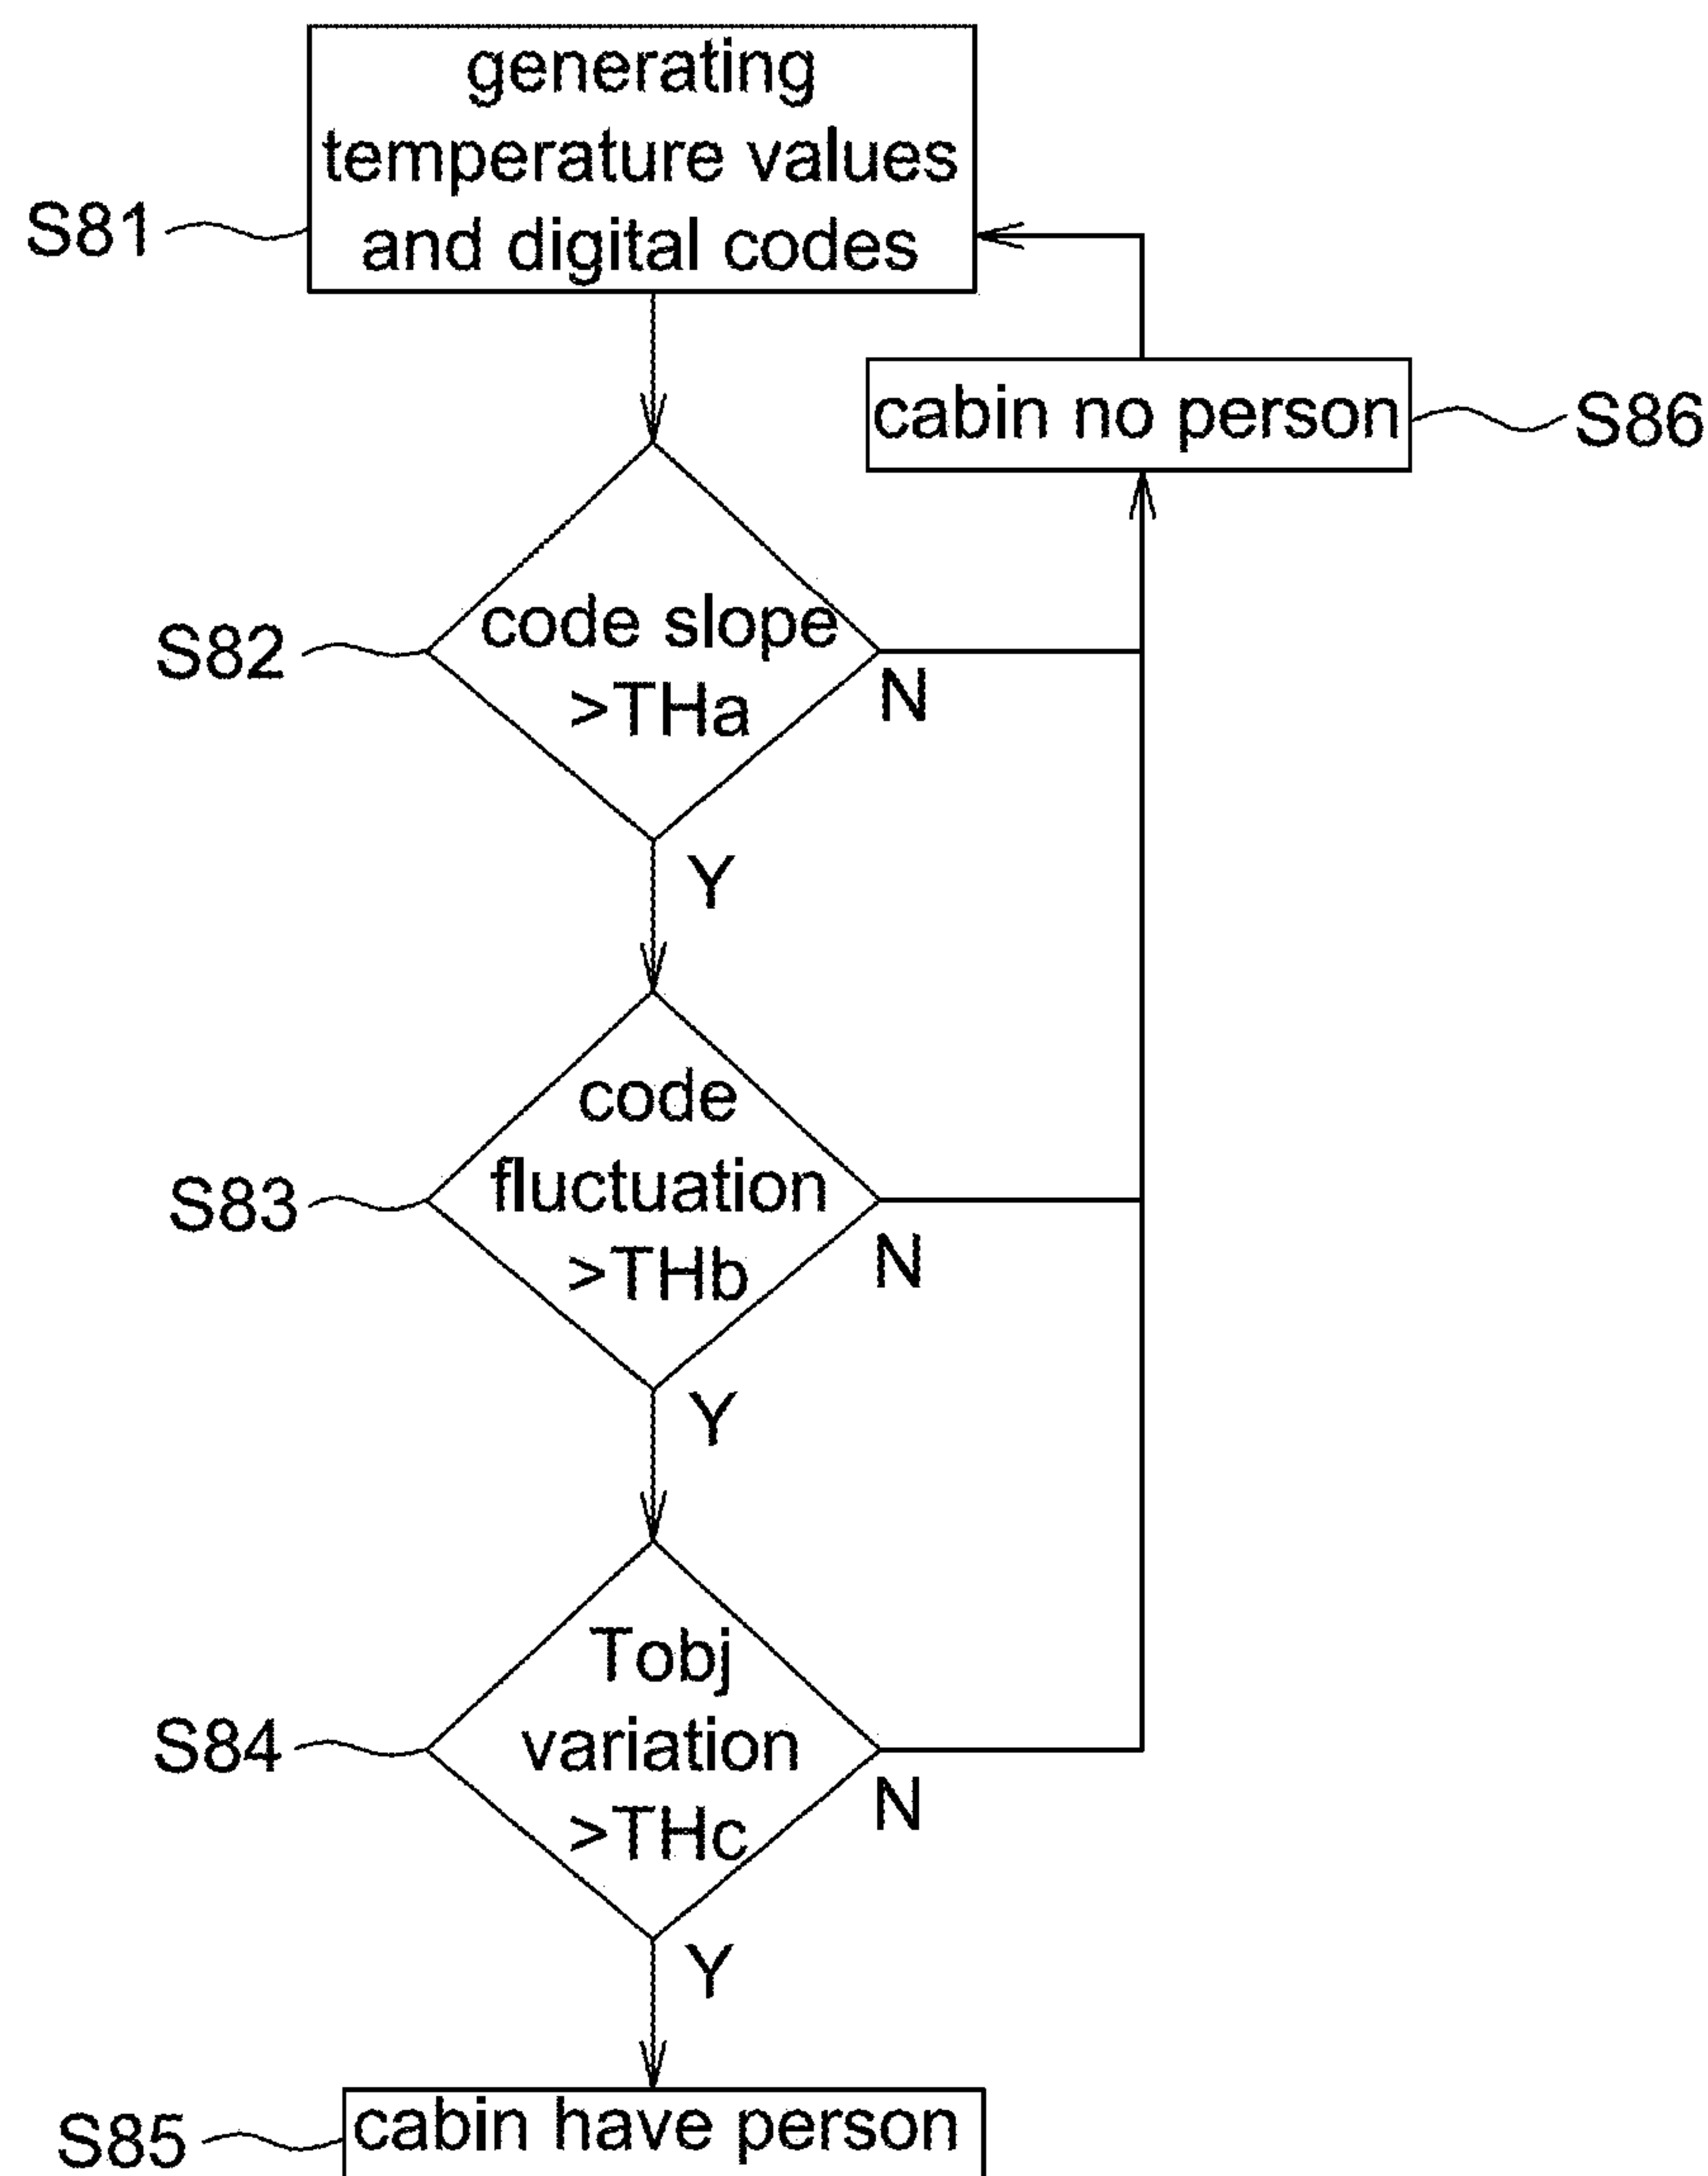 generating
temperature values
and digital codes
S81
cabin no person
S86
code slope
>THa
S82
N
Y
code
fluctuation
>THb
S83
N
Y
Tobj
variation
>THc
S84
N
Y
cabin have person
S85